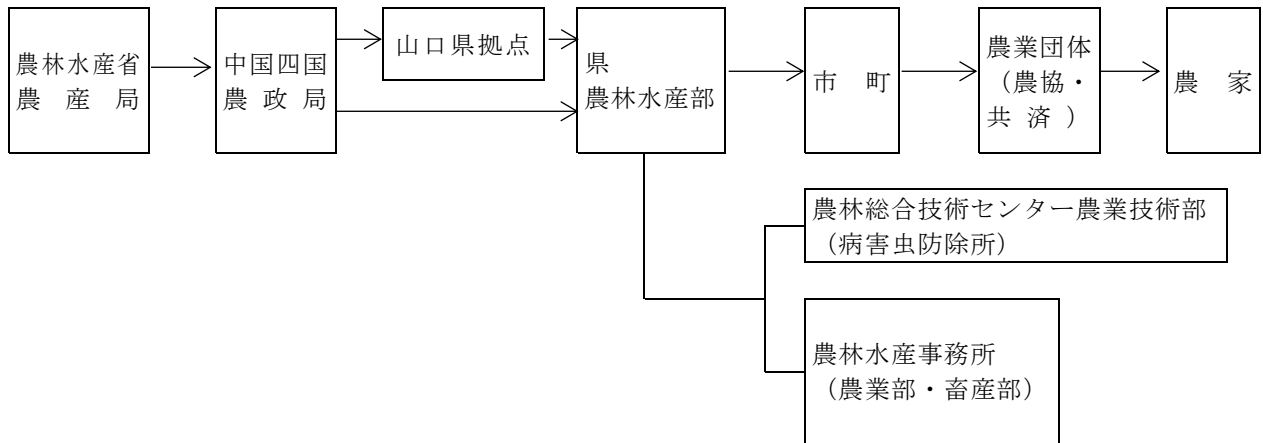 農林水産省
農産局
中国四国
農政局
山口県拠点
県
農林水産部
市町
農業団体
（農協・
共済）
農家
農林総合技術センター農業技術部
（病害虫防除所）
農林水産事務所
（農業部・畜産部）